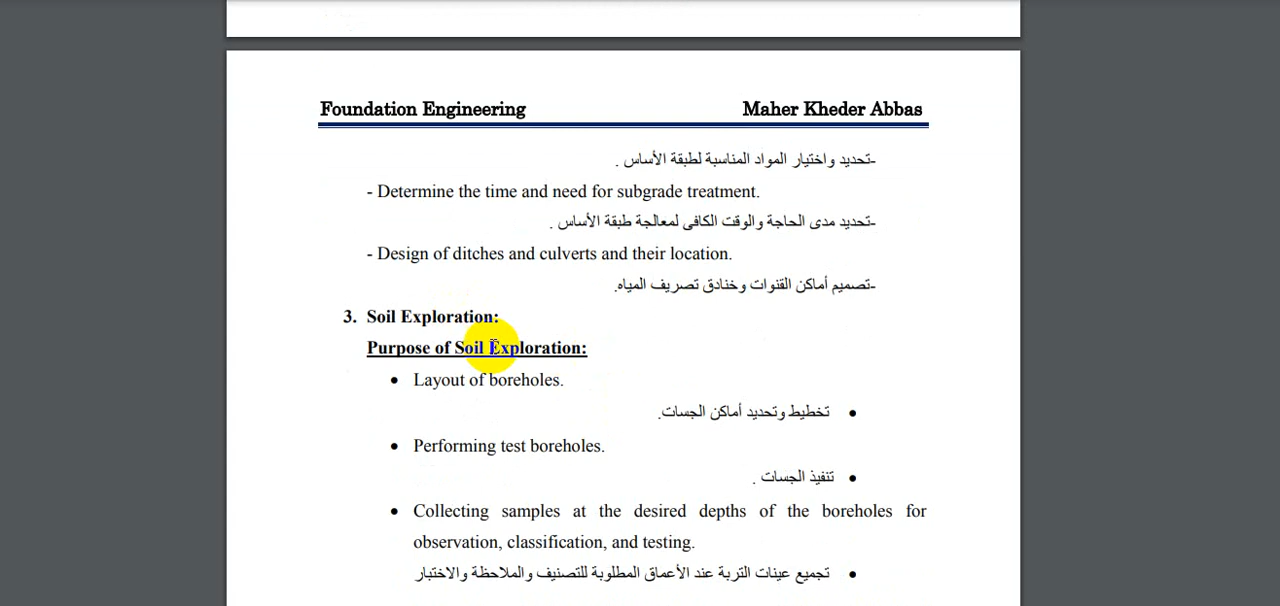 Foundation Engineering Maher Kheder Abbas
-تحديد واختيار المواد المناسبة لطبقة الأساس .
- Determine the time and need for subgrade treatment.
-تحديد مدى الحاجة والوقت الكافى لمعالجة طبقة الأساس .
- Design of ditches and culverts and their location.
-تصميم أماكن القنوات وخنادق تصريف المياه.
3. Soil Exploration:
Purpose of Soil Exploration:
• Layout of boreholes.
• تخطيط وتحديد أماكن الجسات.
• Performing test boreholes.
• تنفيذ الجسات .
• Collecting samples at the desired depths of the boreholes for
observation, classification, and testing.
• تجميع عينات التربة عند الأعماق المطلوبة للتصنيف والملاحظة والاختبار